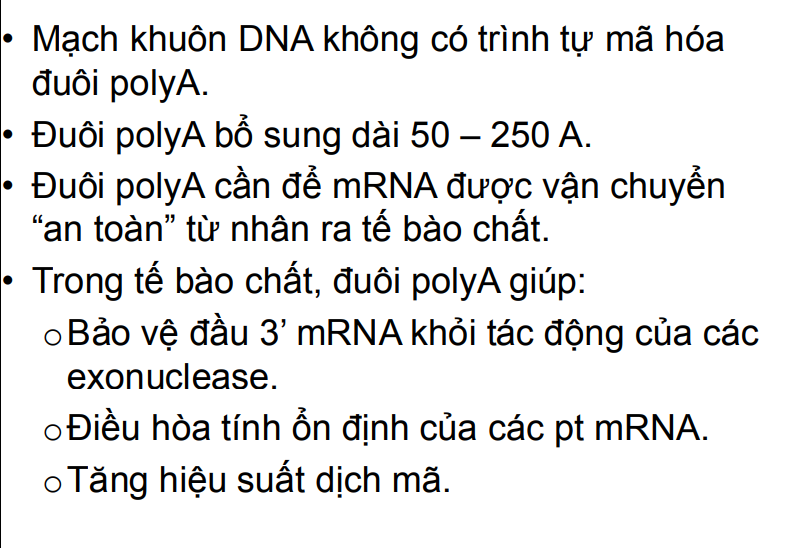 • Mạch khuôn DNA không có trình tự mã hóa
đuôi polyA.
• Đuôi polyA bổ sung dài 50 – 250 A.
• Đuôi polyA cần để mRNA được vận chuyển
“an toàn” từ nhân ra tế bào chất.
• Trong tế bào chất, đuôi polyA giúp:
o Bảo vệ đầu 3’ mRNA khỏi tác động của các
exonuclease.
o Điều hòa tính ổn định của các pt mRNA.
o Tăng hiệu suất dịch mã.